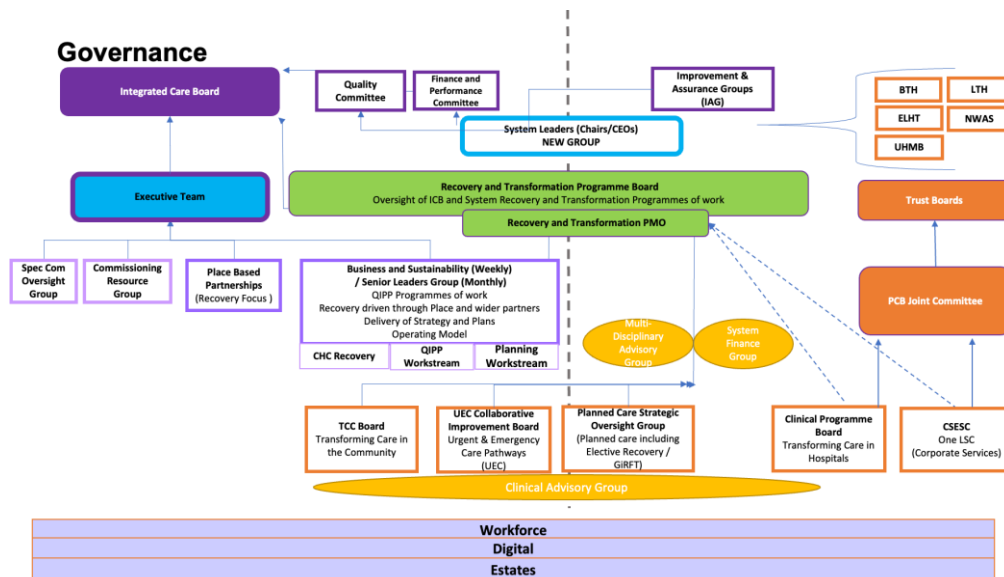 Governance
Integrated Care Board
Quality
Committee
Finance and
Performance
Committee
Improvement &
Assurance Groups
(IAG)
BTH
LTH
ELHT
NWAS
UHMB
System Leaders (Chairs/CEOs)
NEW GROUP
Executive Team
Recovery and Transformation Programme Board
Oversight of ICB and System Recovery and Transformation Programmes of work
Recovery and Transformation PMO
Trust Boards
Spec Com
Oversight
Group
Commissioning
Resource
Group
Place Based
Partnerships
(Recovery Focus )
Business and Sustainability (Weekly)
/ Senior Leaders Group (Monthly)
QIPP Programmes of work
Recovery driven through Place and wider partners
Delivery of Strategy and Plans
Operating Model
CHC Recovery
QIPP
Workstream
Planning
Workstream
Multi-
Disciplinary
Advisory
Group
System
Finance
Group
PCB Joint Committee
TCC Board
Transforming Care in
the Community
UEC Collaborative
Improvement Board
Urgent & Emergency
Care Pathways
(UEC)
Planned Care Strategic
Oversight Group
(Planned care including
Elective Recovery /
GiRFT)
Clinical Programme
Board
Transforming Care in
Hospitals
CSESC
One LSC
(Corporate Services)
Clinical Advisory Group
Workforce
Digital
Estates